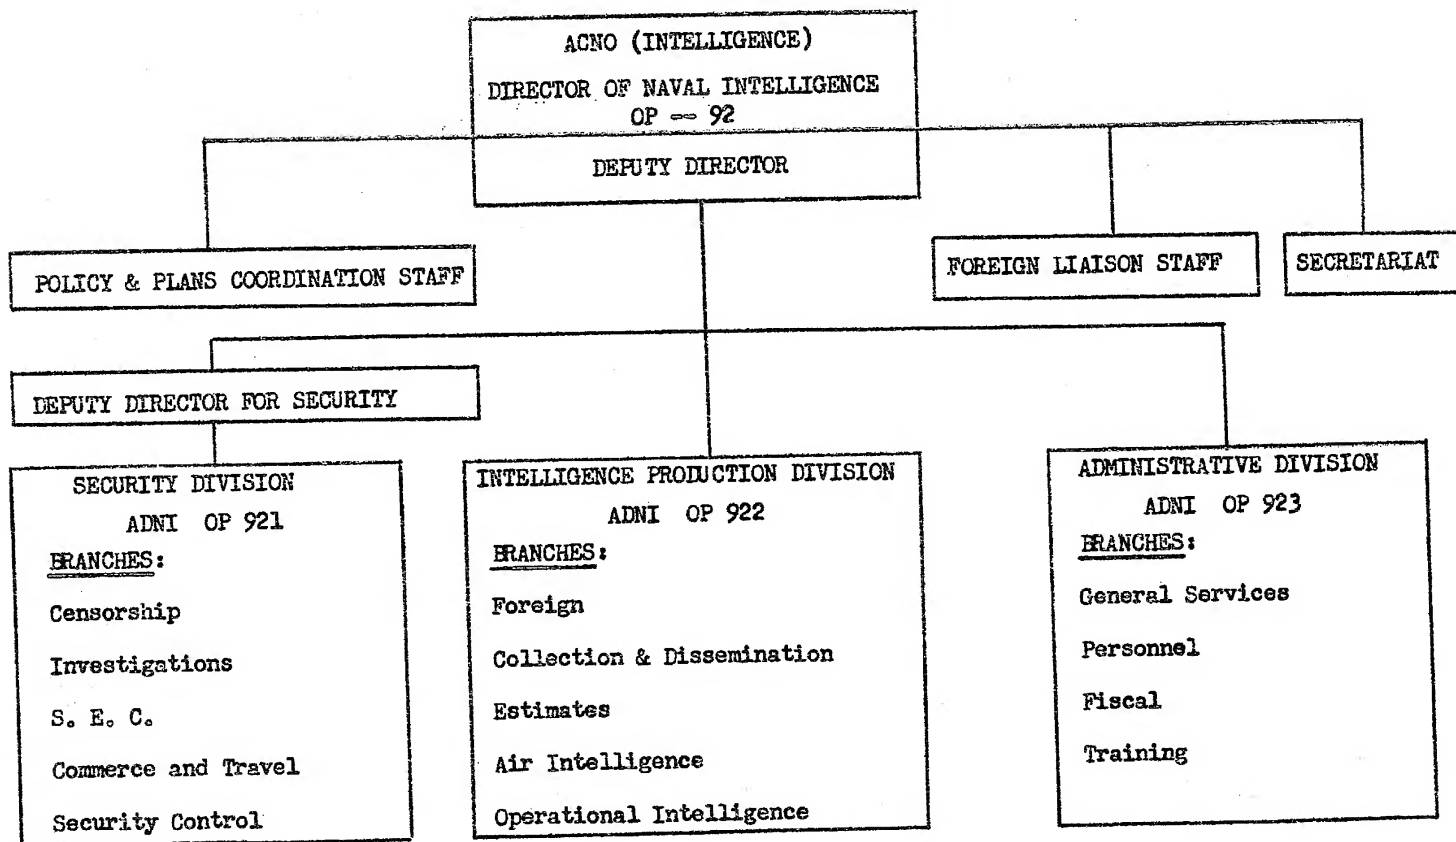 ACNO (INTELLIGENCE)
DIRECTOR OF NAVAL INTELLIGENCE
OP -- 92
DEPUTY DIRECTOR
POLICY & PLANS COORDINATION STAFF
FOREIGN LIAISON STAFF
SECRETARIAT
DEPUTY DIRECTOR FOR SECURITY
SECURITY DIVISION
ADNI OP 921
BRANCHES:
Censorship
Investigations
S. E. C.
Commerce and Travel
Security Control
INTELLIGENCE PRODUCTION DIVISION
ADNI OP 922
BRANCHES:
Foreign
Collection & Dissemination
Estimates
Air Intelligence
Operational Intelligence
ADMINISTRATIVE DIVISION
ADNI OP 923
BRANCHES:
General Services
Personnel
Fiscal
Training